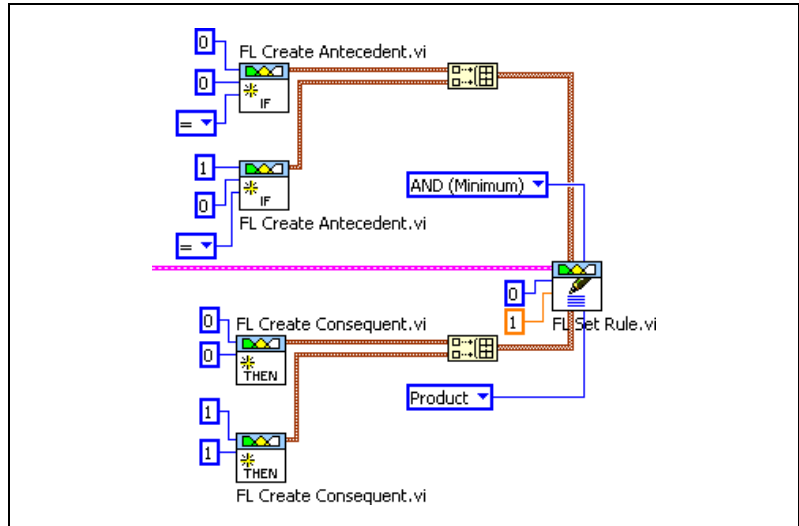 0
FL Create Antecedent.vi
0
IF
=
1
0
IF
FL Create Antecedent.vi
=
AND (Minimum)
0
1
FL Set Rule.vi
0
FL Create Consequent.vi
0
THEN
Product
1
1
THEN
FL Create Consequent.vi